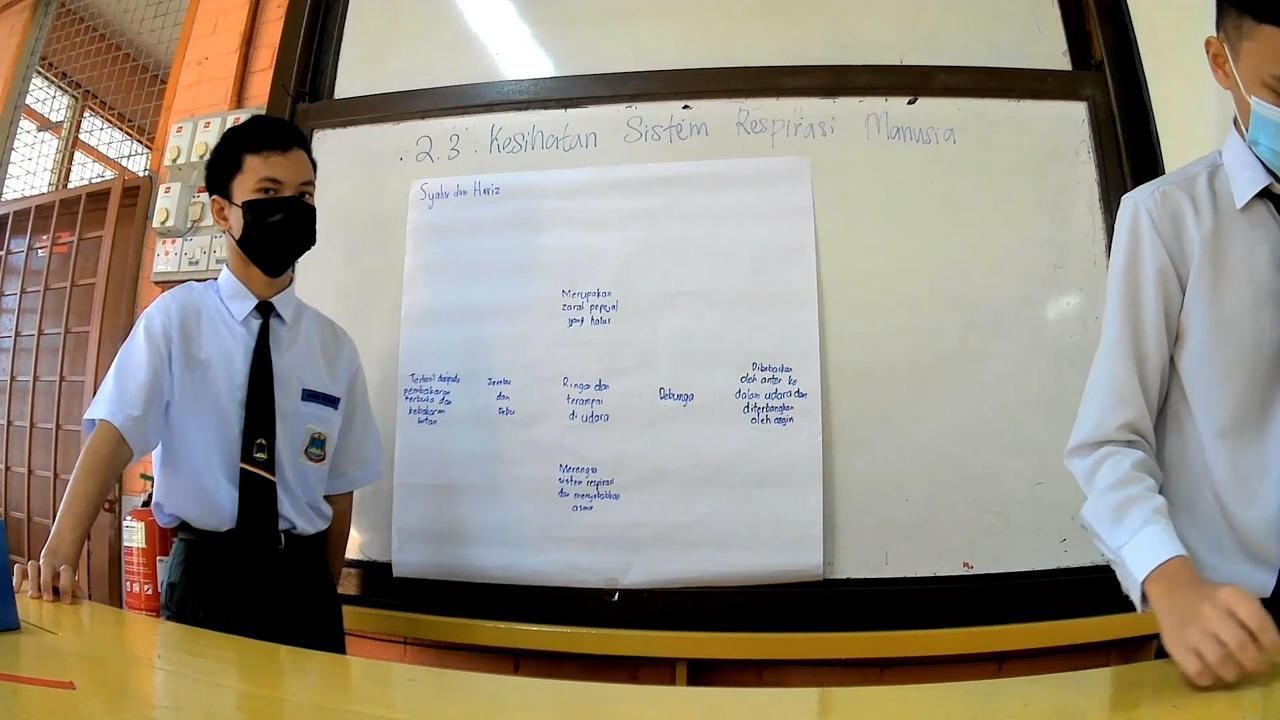 2.3 : Kesihatan Sistem Respirasi Manusia
Syahir dan Hariz
Merupakan
zarah pepejal
yang halus
Terhasil daripada
pembakaran
terbuka dan
kebakaran
hutan
Jerebu
dan
Debu
Ringan dan
terampai
di udara
Debunga
Dibebaskan
oleh anter ke
dalam udara dan
diterbangkan
oleh angin
Merengsa
sistem respirasi
dan menyebabkan
asma